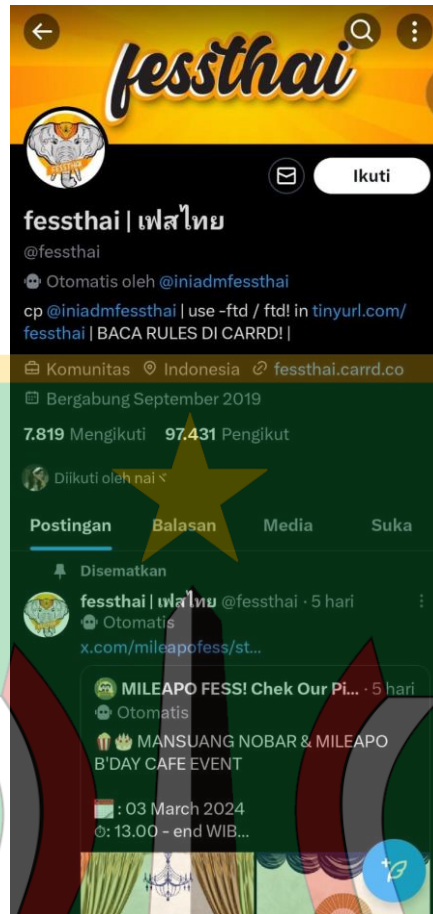 fessthai
FESSTHAI
Ikuti
fessthai | เฟสไทย
@fessthai
Otomatis oleh @iniadmfessthai
cp @iniadmfessthai | use -ftd / ftd! in tinyurl.com/
fessthai | BACA RULES DI CARRD! |
Komunitas Indonesia fessthai.carrd.co
Bergabung September 2019
7.819 Mengikuti 97.431 Pengikut
Diikuti oleh nai
Postingan Balasan Media Suka
Disematkan
fessthai | เฟสไทย @fessthai · 5 hari
Otomatis
x.com/mileapofess/st...
MILEAPO FESS! Chek Our Pi... · 5 hari
Otomatis
🍿🎂 MANSUANG NOBAR & MILEAPO
B'DAY CAFE EVENT
🗓️: 03 March 2024
⏱: 13.00 - end WIB...